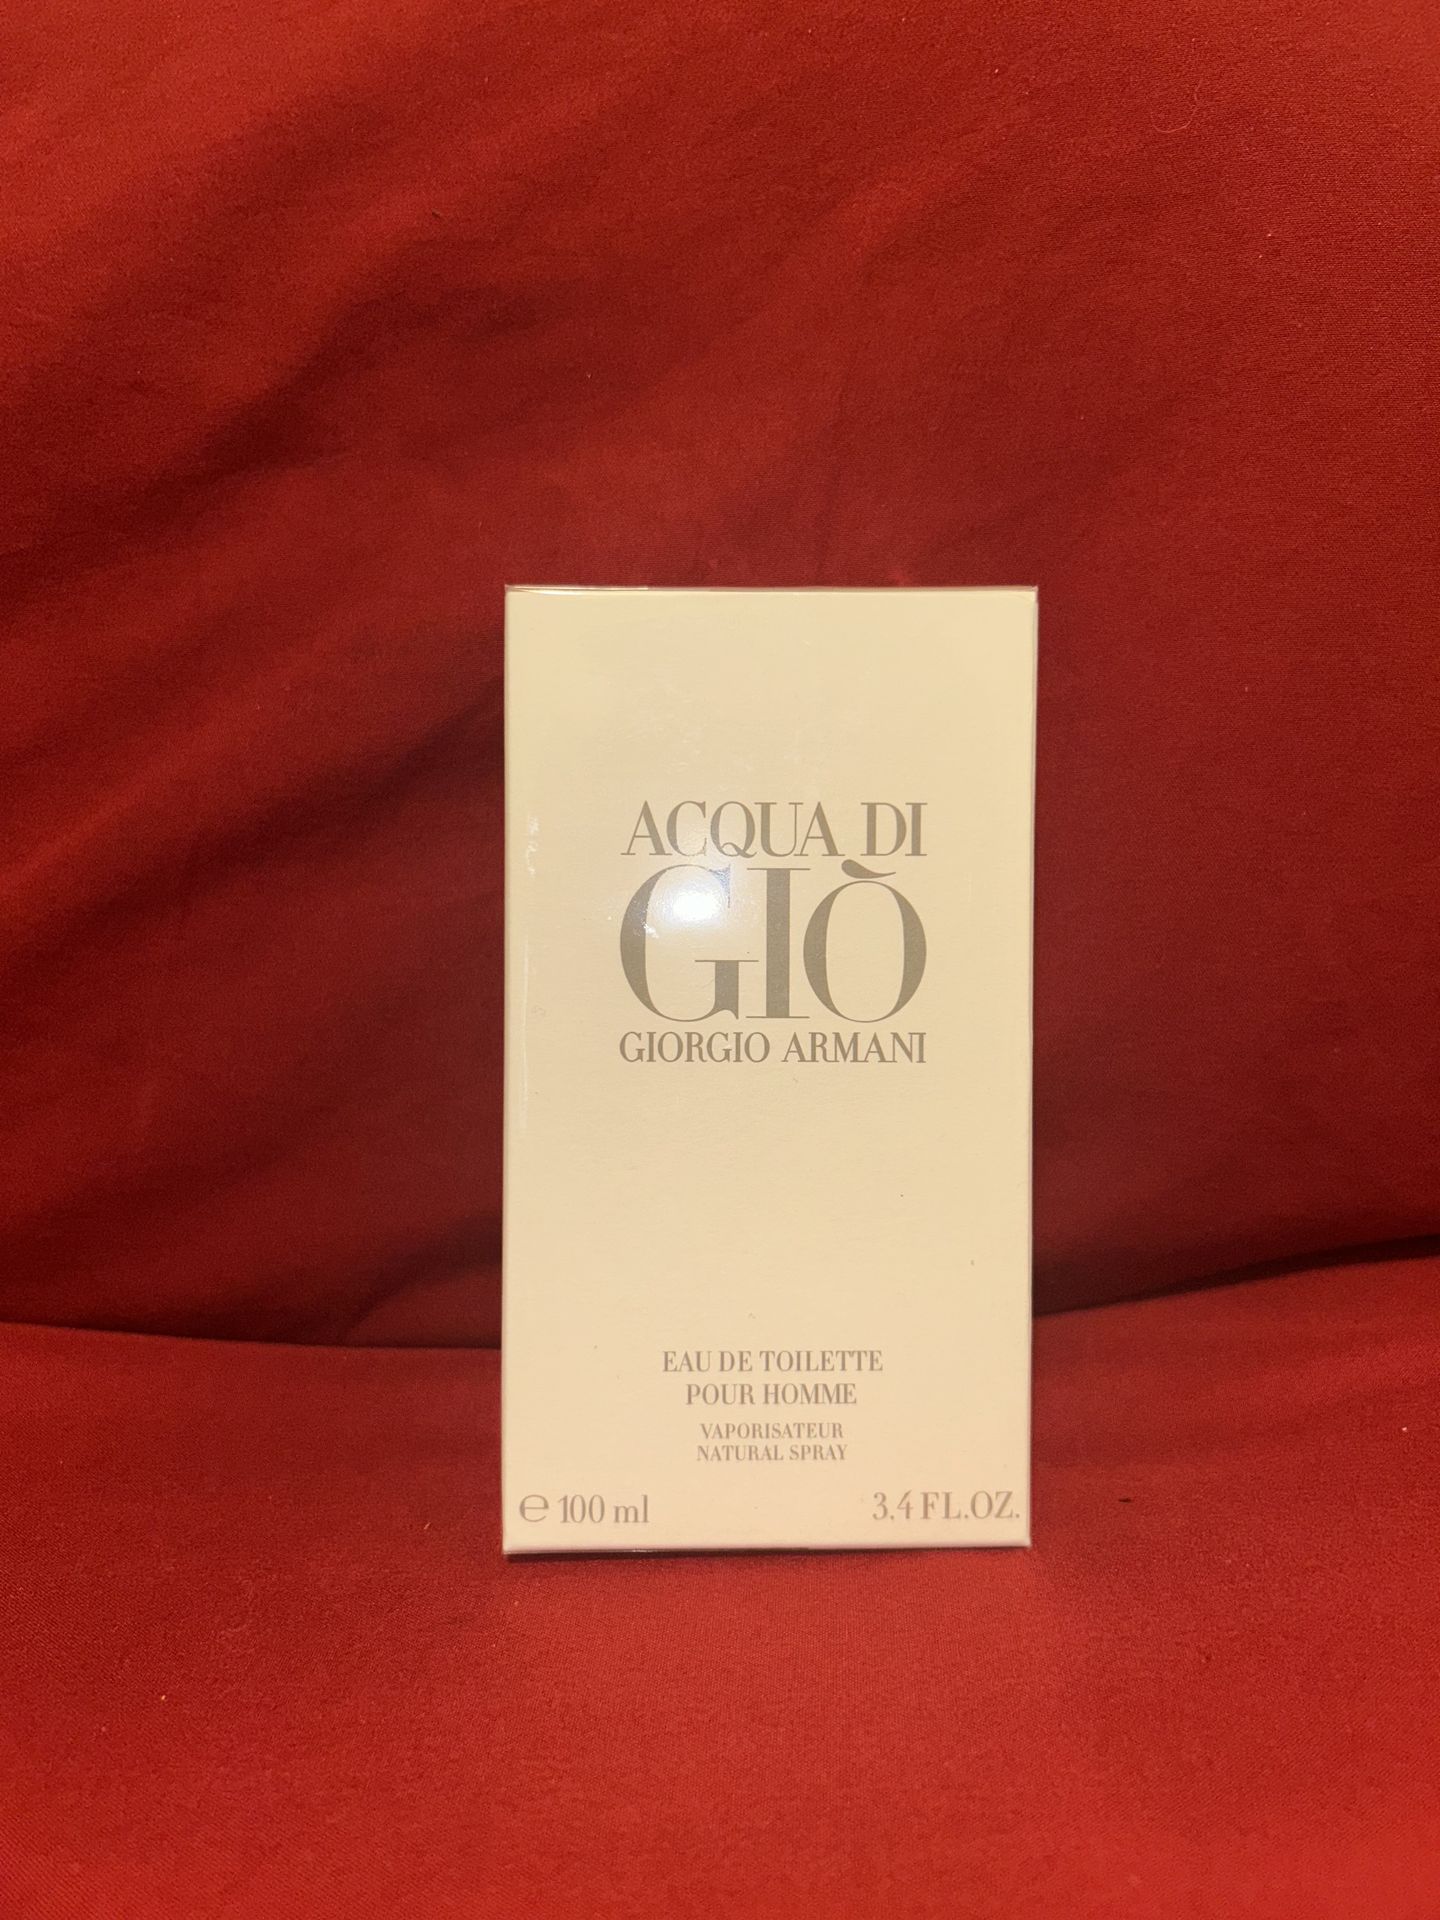 ACQUA DI
GIÒ
GIORGIO ARMANI
EAU DE TOILETTE
POUR HOMME
VAPORISATEUR
NATURAL SPRAY
℮ 100 ml
3.4 FL.OZ.